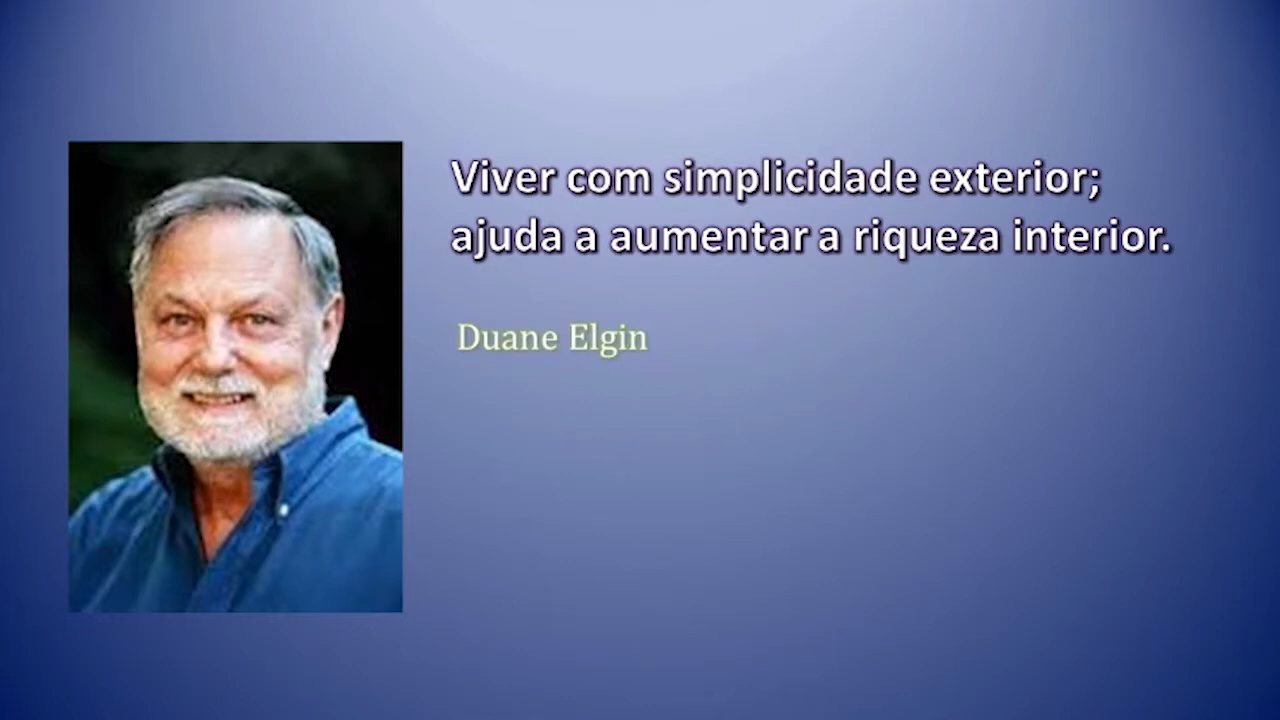 Viver com simplicidade exterior;
ajuda a aumentar a riqueza interior.
Duane Elgin